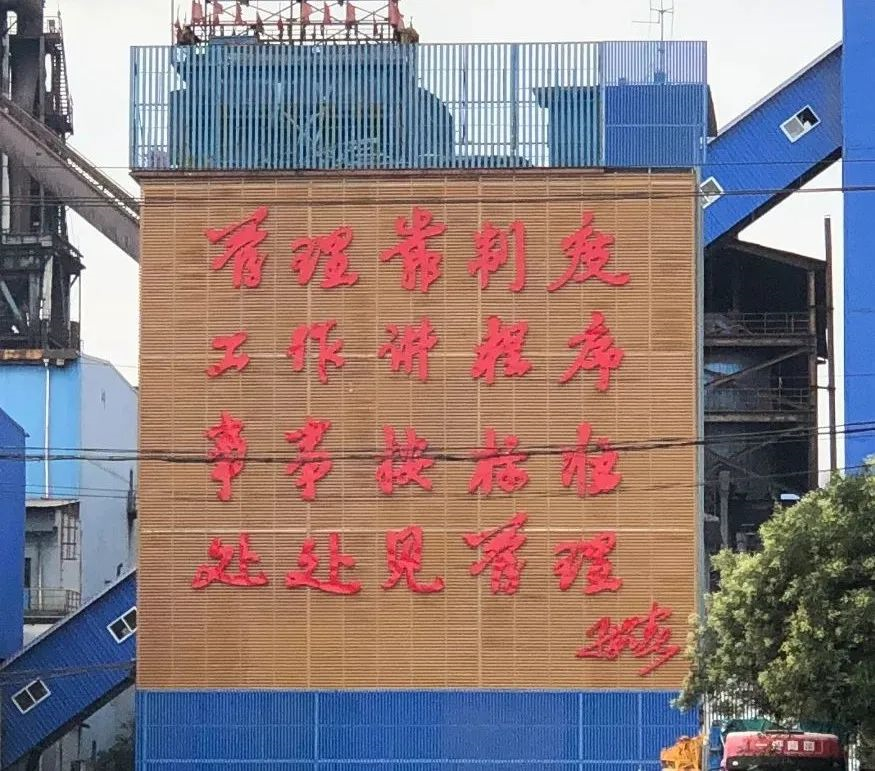 管理靠制度
工作讲程序
事事按标准
处处见管理